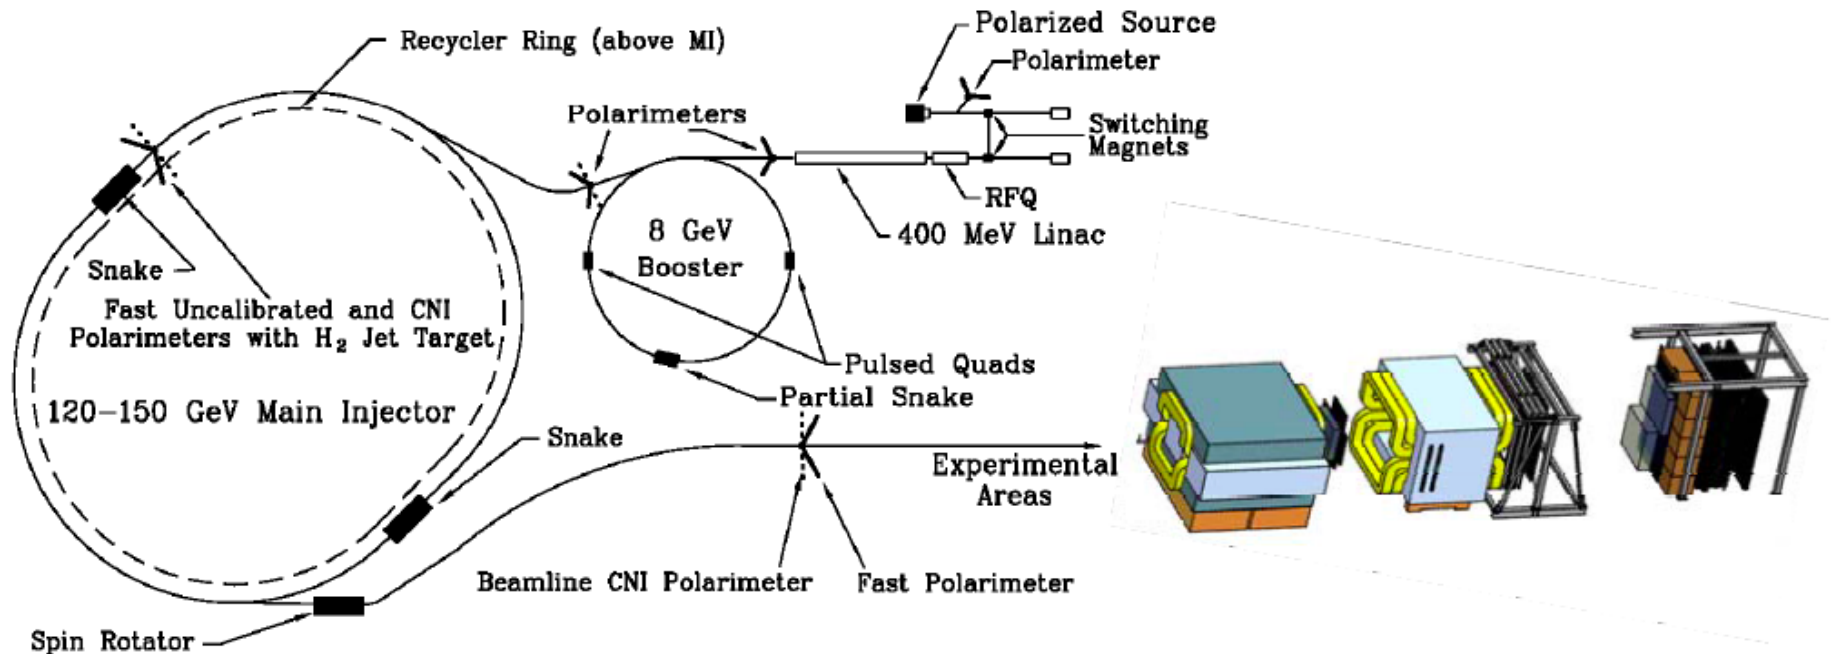 Recycler Ring (above MI)
Polarized Source
Polarimeter
Polarimeters
Switching
Magnets
RFQ
400 MeV Linac
8 GeV
Booster
Snake
Fast Uncalibrated and CNI
Polarimeters with H₂ Jet Target
Pulsed Quads
Partial Snake
120-150 GeV Main Injector
Snake
Experimental
Areas
Beamline CNI Polarimeter
Fast Polarimeter
Spin Rotator